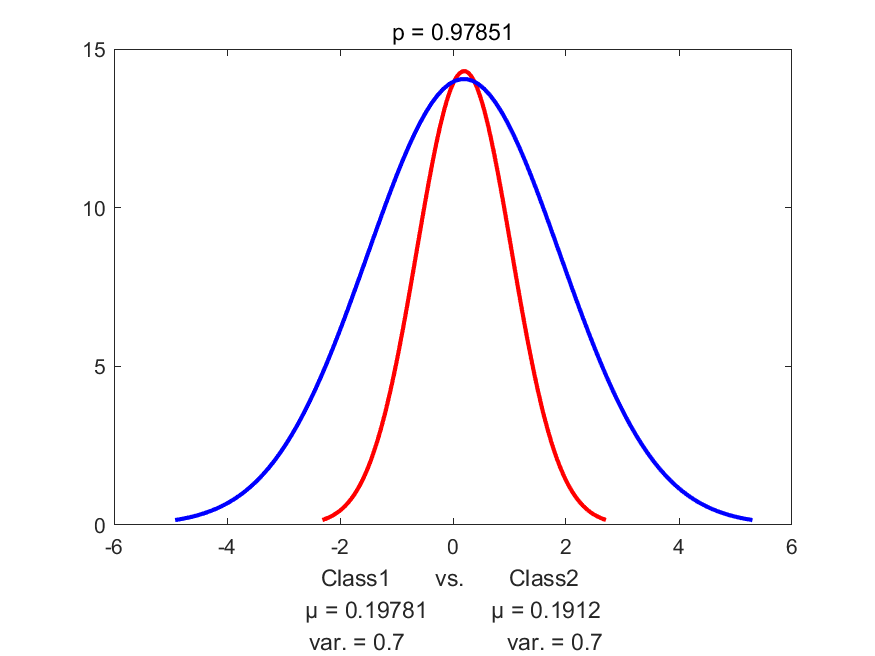 p = 0.97851
15
10
5
0
-6 -4 -2 0 2 4 6
Class1 vs. Class2
μ = 0.19781 μ = 0.1912
var. = 0.7 var. = 0.7